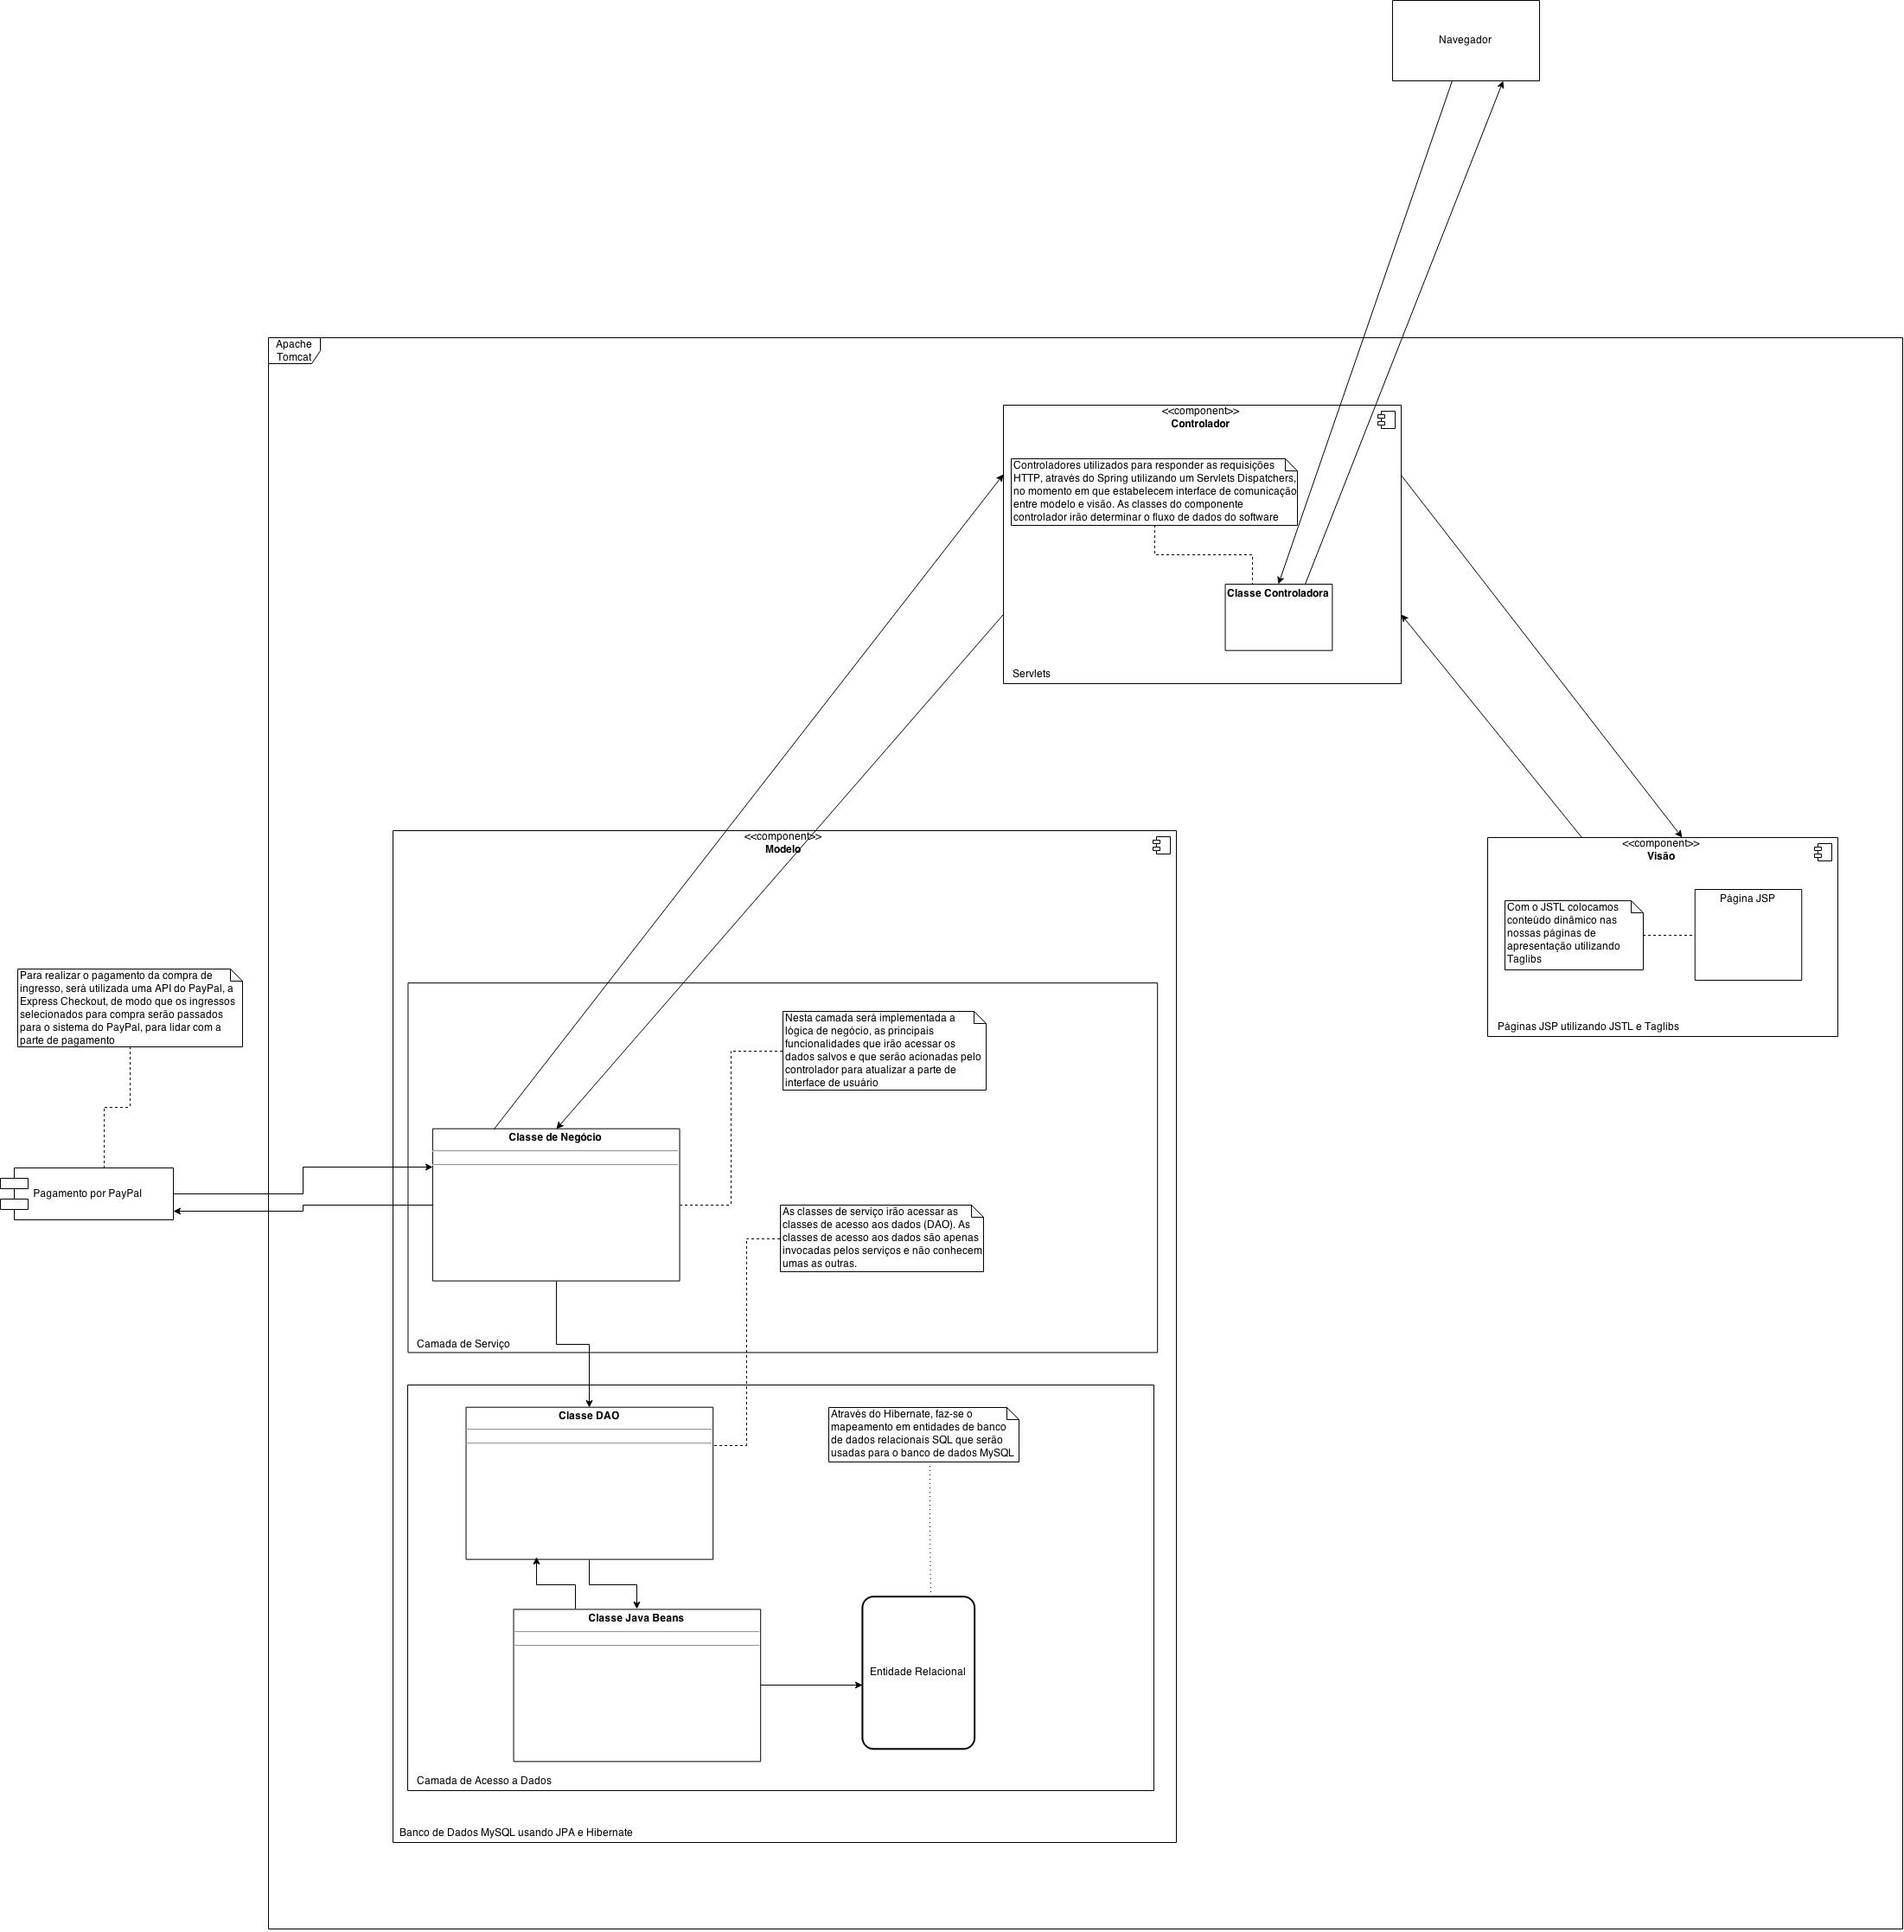 Navegador
Apache
Tomcat
<<component>>
Controlador
Controladores utilizados para responder as requisições
HTTP, através do Spring utilizando um Servlets Dispatchers,
no momento em que estabelecem interface de comunicação
entre modelo e visão. As classes do componente
controlador irão determinar o fluxo de dados do software
Classe Controladora
Servlets
<<component>>
Modelo
<<component>>
Visão
Página JSP
Com o JSTL colocamos
conteúdo dinâmico nas
nossas páginas de
apresentação utilizando
Taglibs
Páginas JSP utilizando JSTL e Taglibs
Para realizar o pagamento da compra de
ingresso, será utilizada uma API do PayPal, a
Express Checkout, de modo que os ingressos
selecionados para compra serão passados
para o sistema do PayPal, para lidar com a
parte de pagamento
Nesta camada será implementada a
lógica de negócio, as principais
funcionalidades que irão acessar os
dados salvos e que serão acionadas pelo
controlador para atualizar a parte de
interface de usuário
Classe de Negócio
Pagamento por PayPal
As classes de serviço irão acessar as
classes de acesso aos dados (DAO). As
classes de acesso aos dados são apenas
invocadas pelos serviços e não conhecem
umas as outras.
Camada de Serviço
Classe DAO
Através do Hibernate, faz-se o
mapeamento em entidades de banco
de dados relacionais SQL que serão
usadas para o banco de dados MySQL
Classe Java Beans
Entidade Relacional
Camada de Acesso a Dados
Banco de Dados MySQL usando JPA e Hibernate